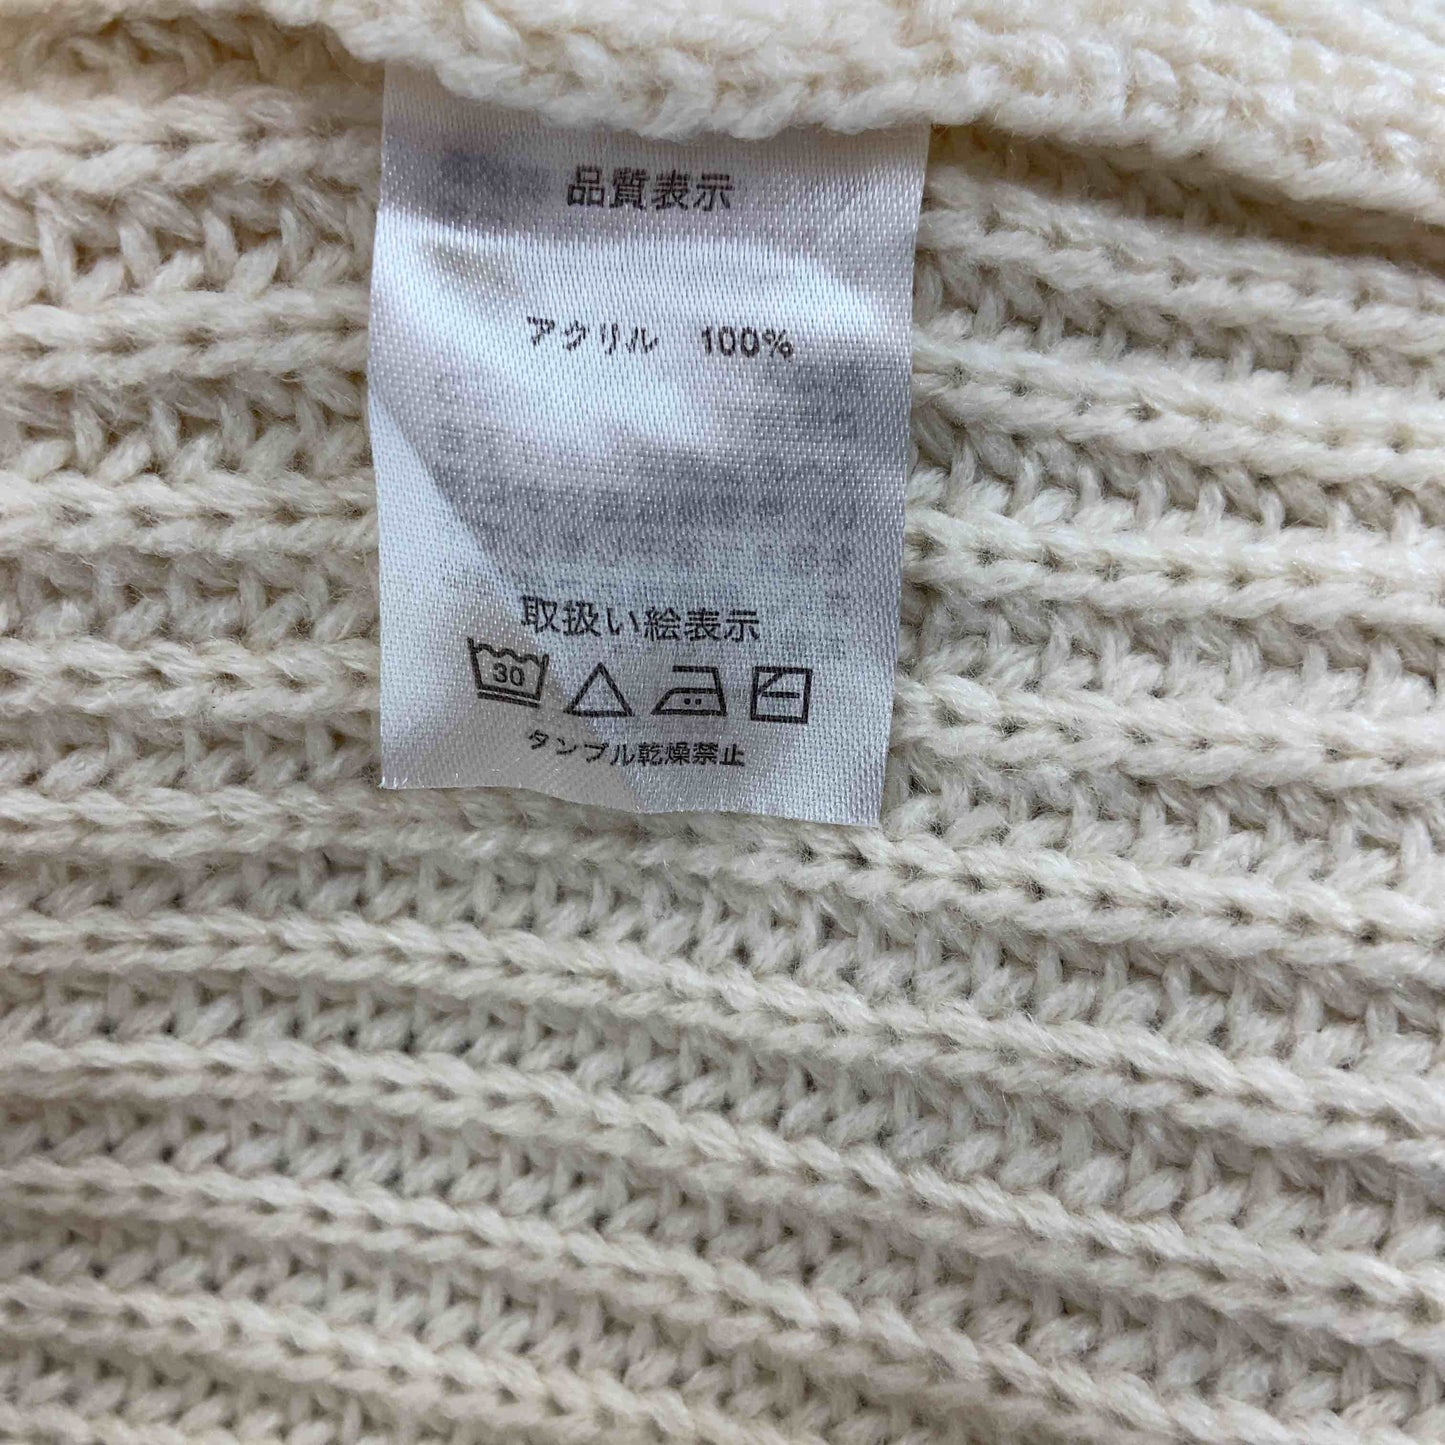 品質表示
アクリル 100%
取扱い絵表示
30
タンブル乾燥禁止